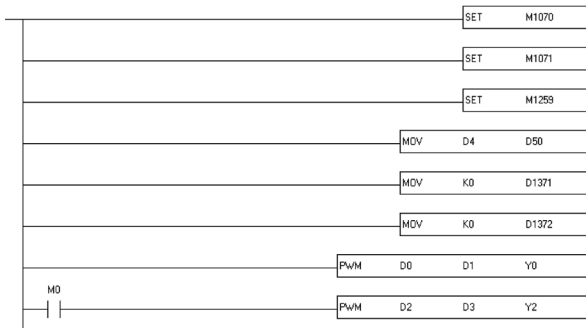 SET M1070
SET M1071
SET M1259
MOV D4 D50
MOV K0 D1371
MOV K0 D1372
PWM D0 D1 Y0
M0
PWM D2 D3 Y2